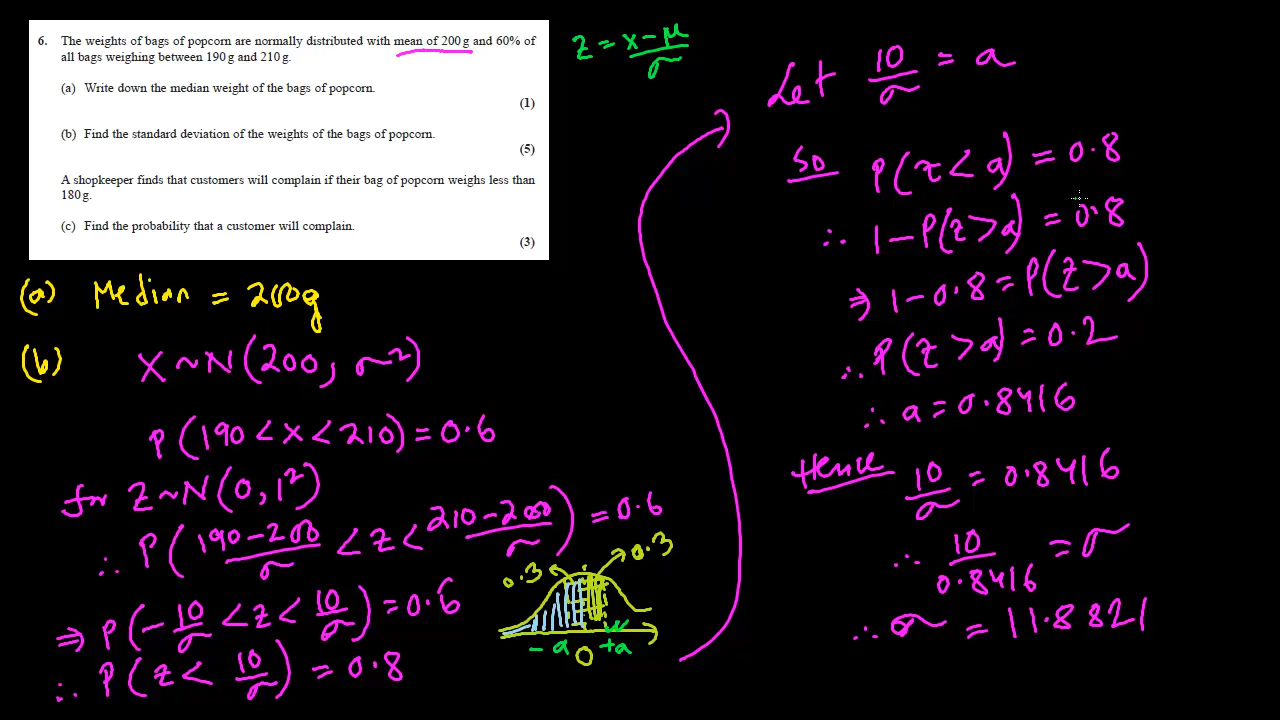 6. The weights of bags of popcorn are normally distributed with mean of 200 g and 60% of
all bags weighing between 190 g and 210 g.
(a) Write down the median weight of the bags of popcorn.
(1)
(b) Find the standard deviation of the weights of the bags of popcorn.
(5)
A shopkeeper finds that customers will complain if their bag of popcorn weighs less than
180 g.
(c) Find the probability that a customer will complain.
(3)
z = (x − μ)/σ
(a) Median = 200g
(b) X ~ N(200, σ²)
P(190 < X < 210) = 0.6
for Z ~ N(0, 1²)
∴ P((190 − 200)/σ < Z < (210 − 200)/σ) = 0.6
⇒ P(−10/σ < Z < 10/σ) = 0.6
∴ P(Z < 10/σ) = 0.8
0.3 0.3
−a 0 +a
Let 10/σ = a
So P(Z < a) = 0.8
∴ 1 − P(Z > a) = 0.8
⇒ 1 − 0.8 = P(Z > a)
∴ P(Z > a) = 0.2
∴ a = 0.8416
Hence 10/σ = 0.8416
∴ 10/0.8416 = σ
∴ σ = 11.8821